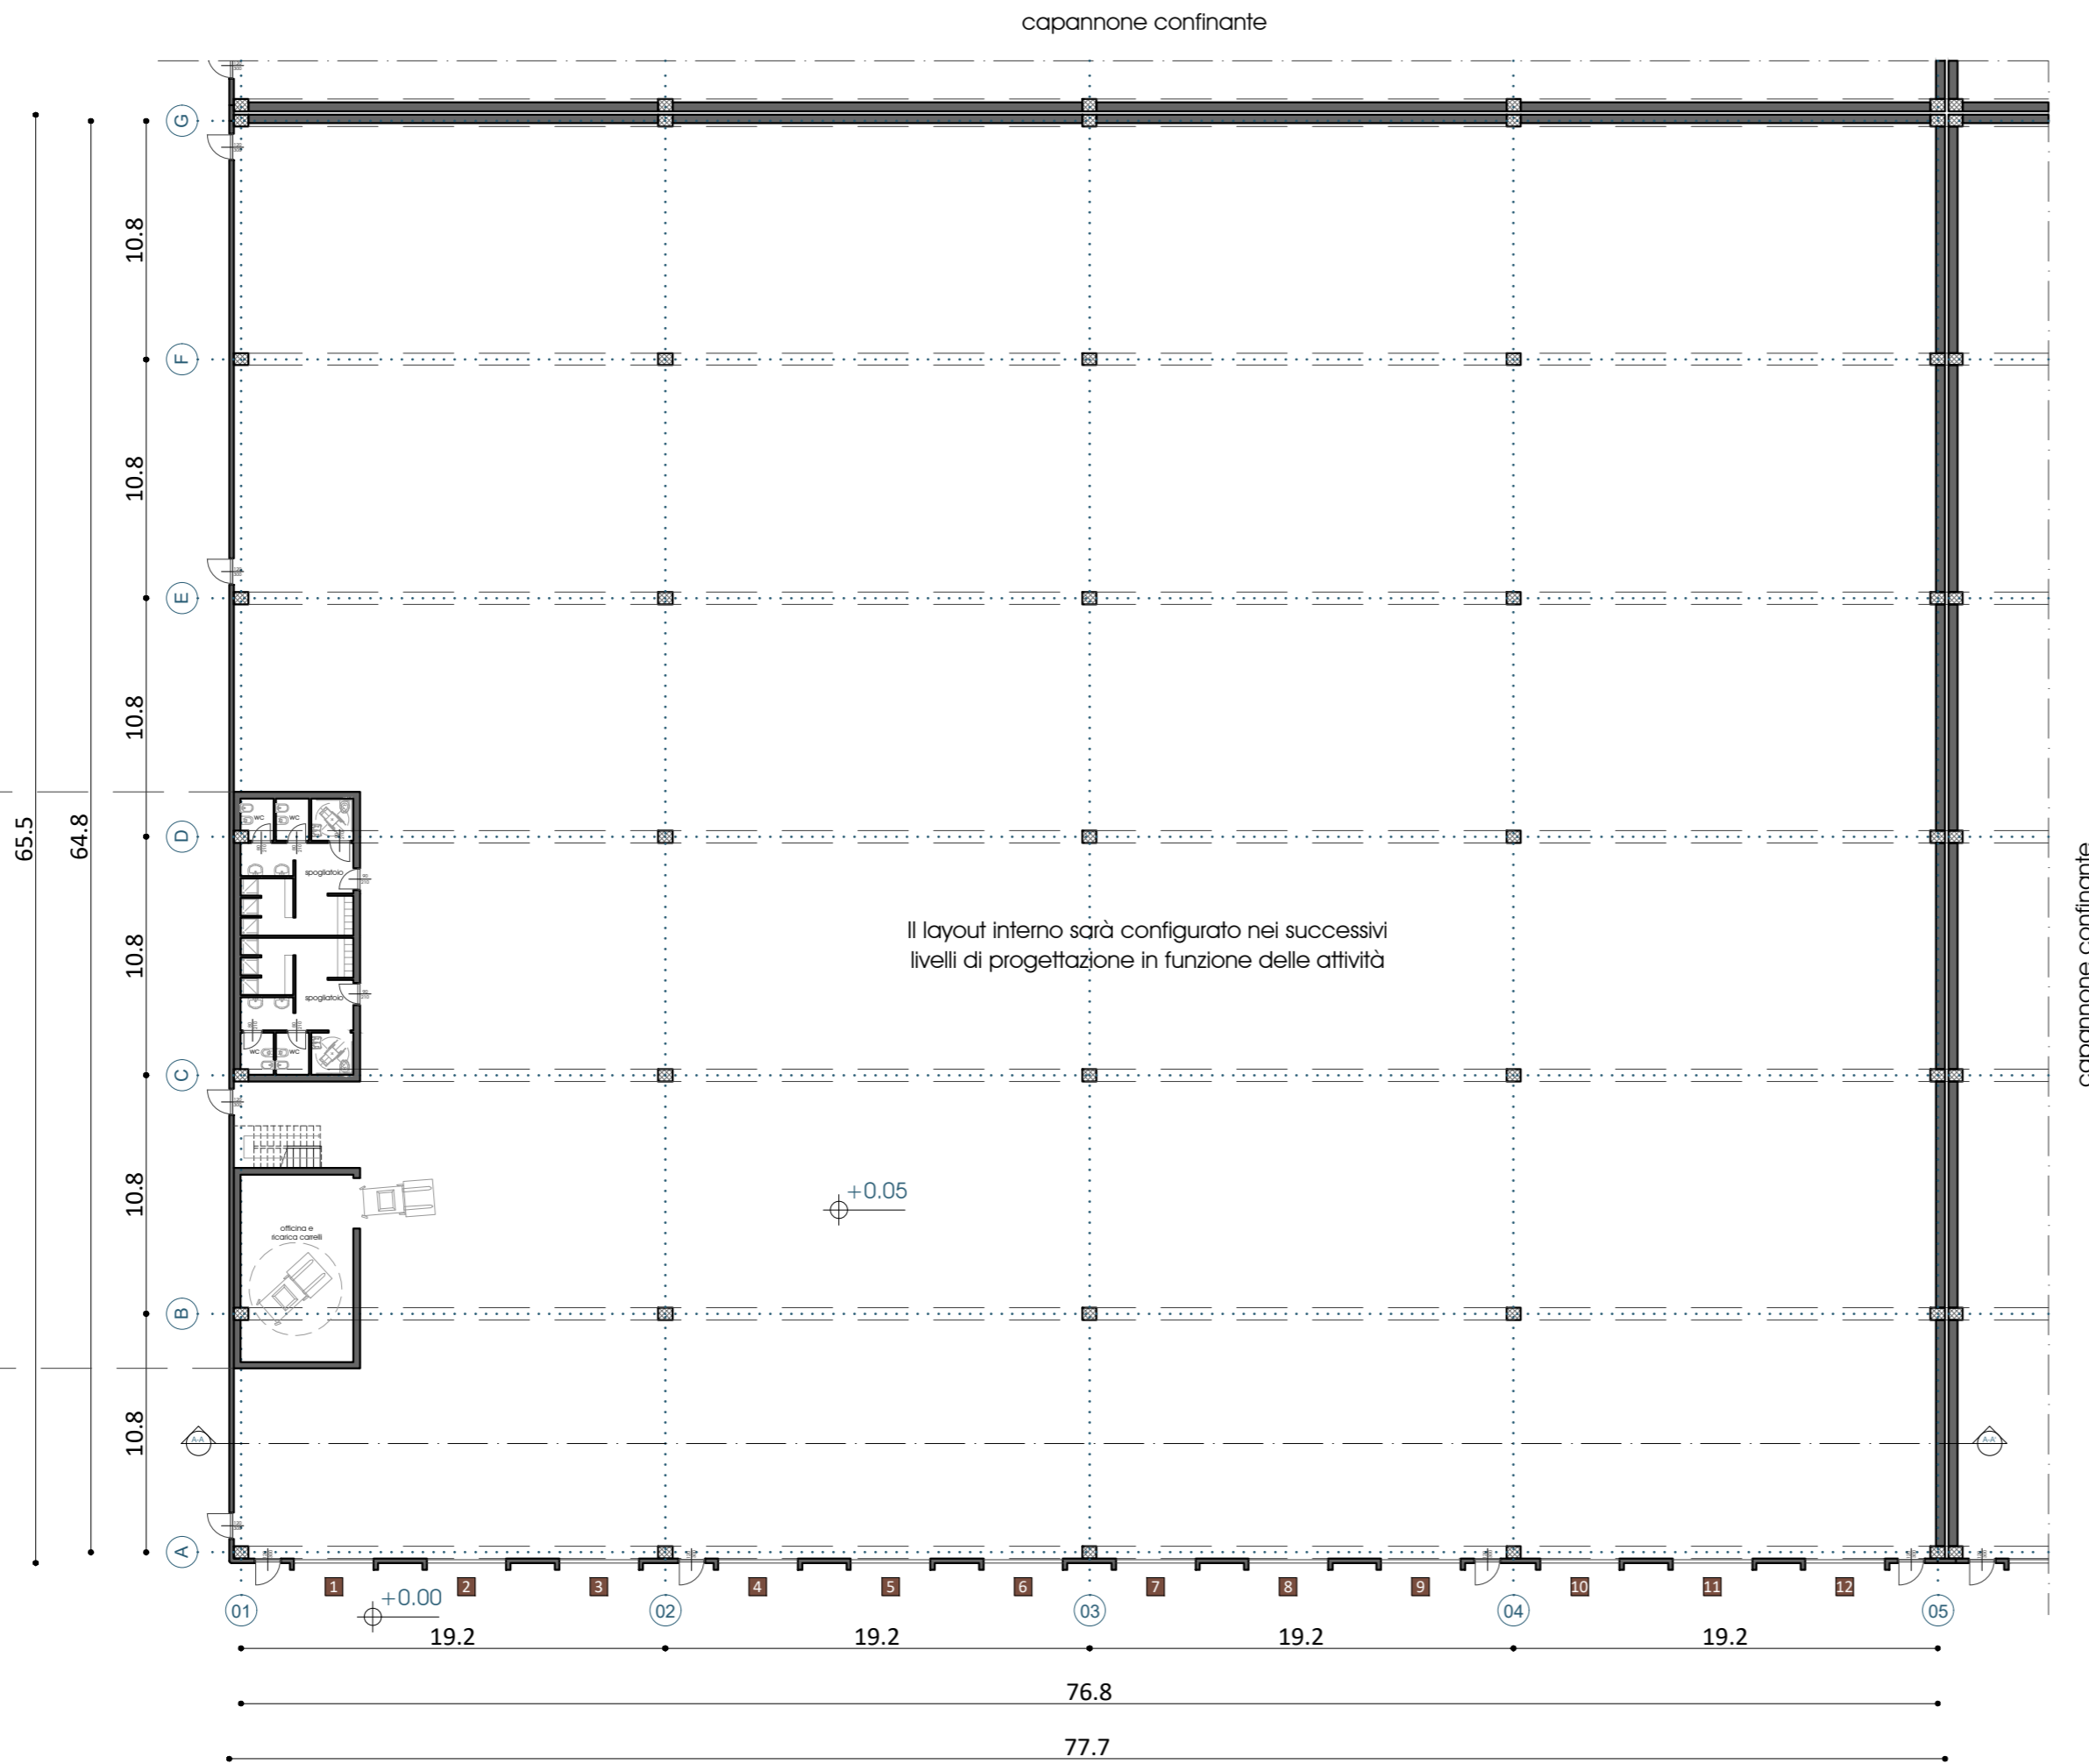 capannone confinante
G
10.8
F
10.8
E
10.8
65.5
64.8
wc
wc
D
spogliatoio
capannone confinante
Il layout interno sarà configurato nei successivi
livelli di progettazione in funzione delle attività
10.8
spogliatoio
wc
wc
C
10.8
+0.05
officina e
ricarica carrelli
B
10.8
A-A
A-A
A
1
2
3
4
5
6
7
8
9
10
11
12
+0.00
01
02
03
04
05
19.2
19.2
19.2
19.2
76.8
77.7